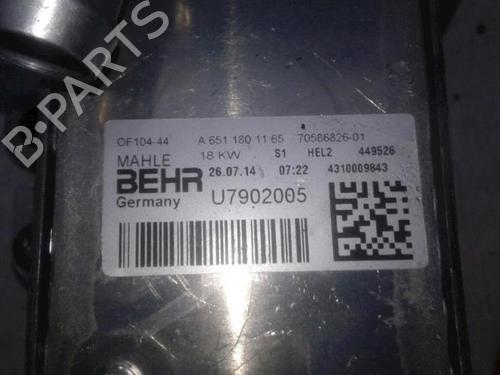 B-PARTS
OF104-44 A 651 180 11 65 70586826-01
MAHLE 18 KW S1 HEL2 449526
BEHR 26.07.14 07:22 4310009843
Germany U7902005